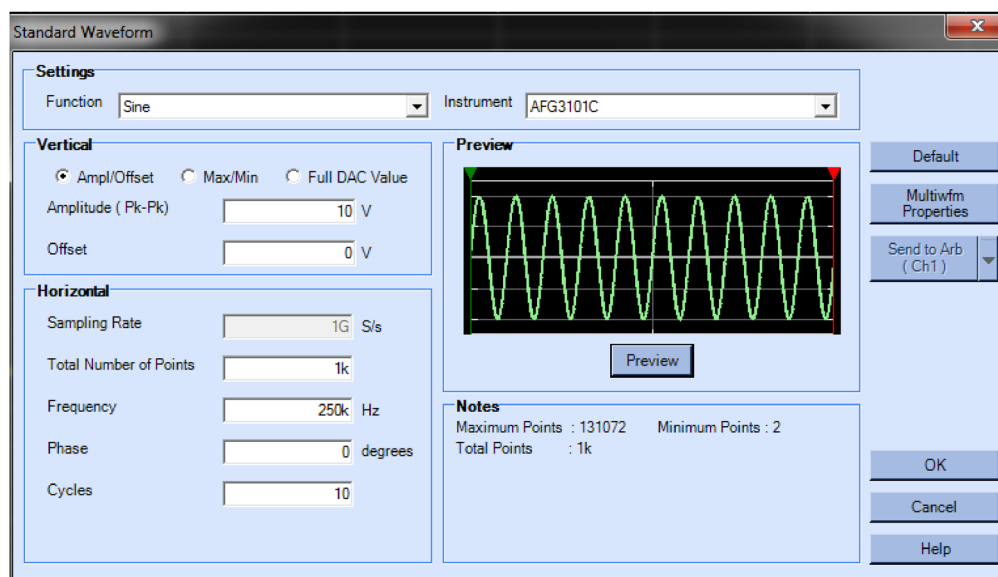 Standard Waveform
Settings
Function Sine Instrument AFG3101C
Vertical
Ampl/Offset Max/Min Full DAC Value
Amplitude ( Pk-Pk) 10 V
Offset 0 V
Horizontal
Sampling Rate 1G S/s
Total Number of Points 1k
Frequency 250k Hz
Phase 0 degrees
Cycles 10
Preview
Preview
Notes
Maximum Points : 131072 Minimum Points : 2
Total Points : 1k
Default
Multiwfm
Properties
Send to Arb
( Ch1 )
OK
Cancel
Help